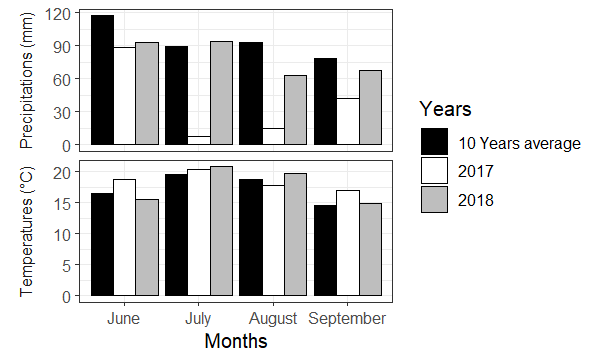 Precipitations (mm)
120
90
60
30
0
Temperatures (°C)
20
15
10
5
0
June July August September
Months
Years
10 Years average
2017
2018